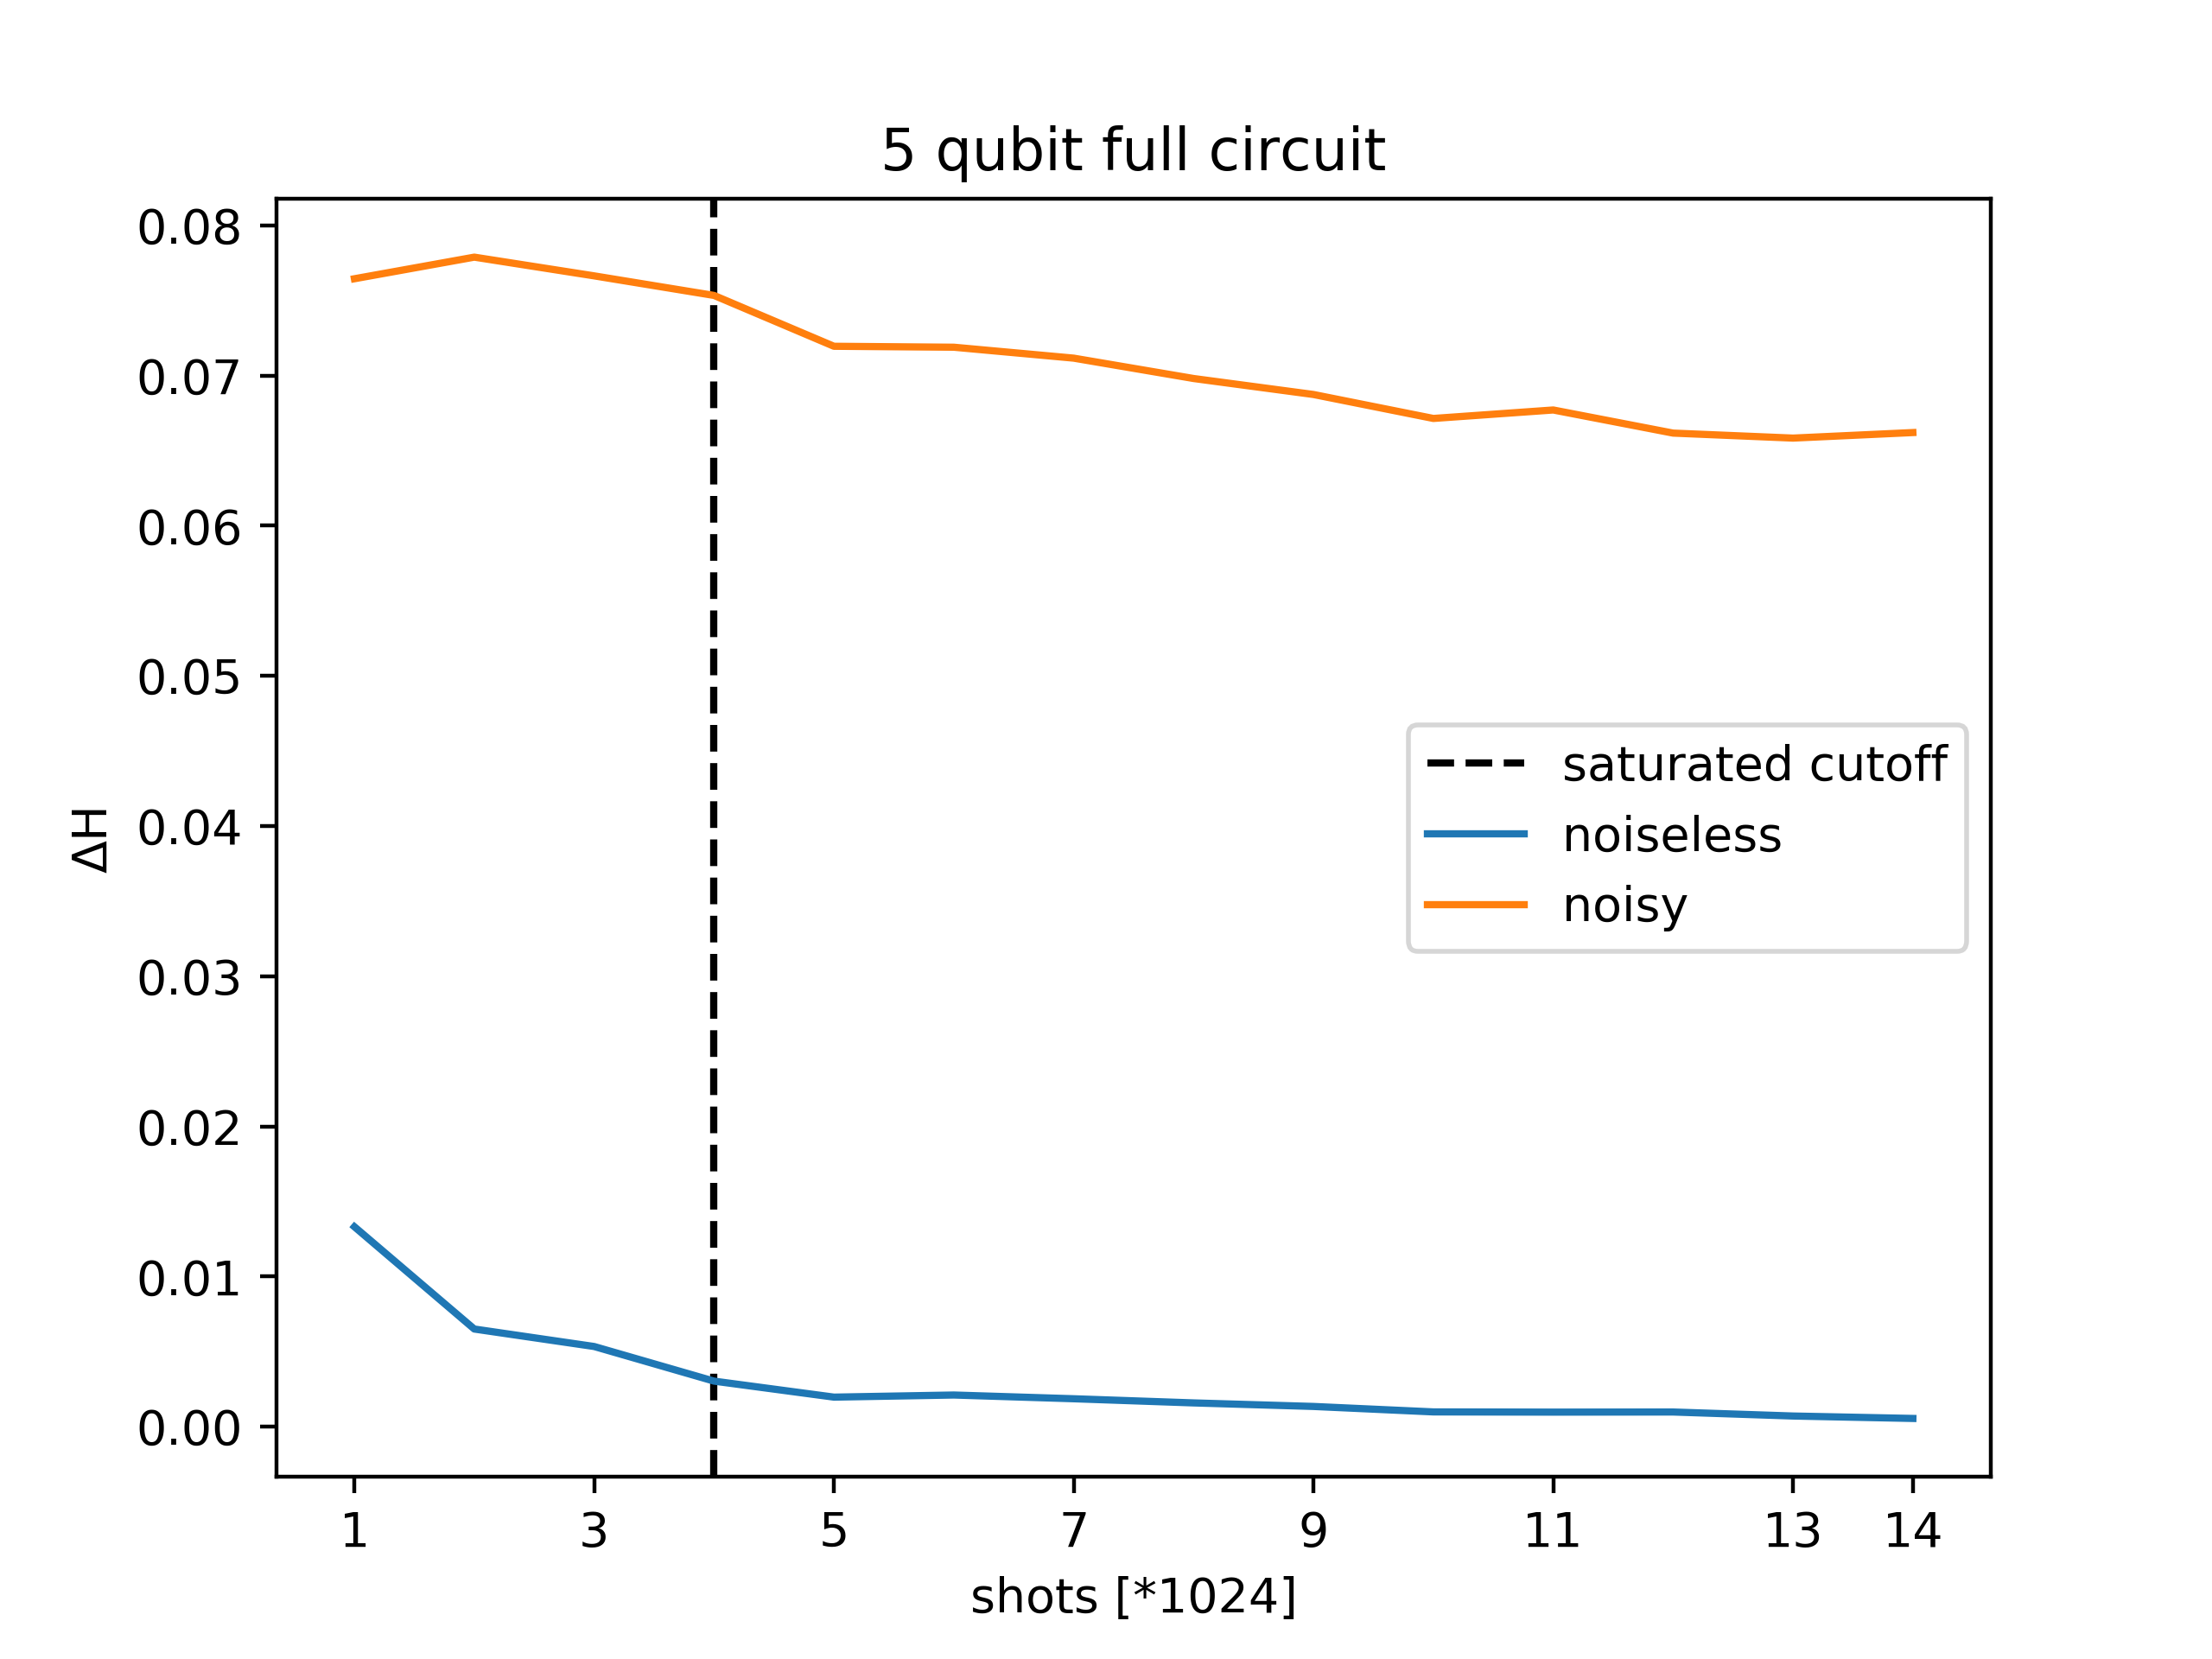 5 qubit full circuit
0.08
0.07
0.06
0.05
0.04
0.03
0.02
0.01
0.00
ΔH
saturated cutoff
noiseless
noisy
1 3 5 7 9 11 13 14
shots [*1024]